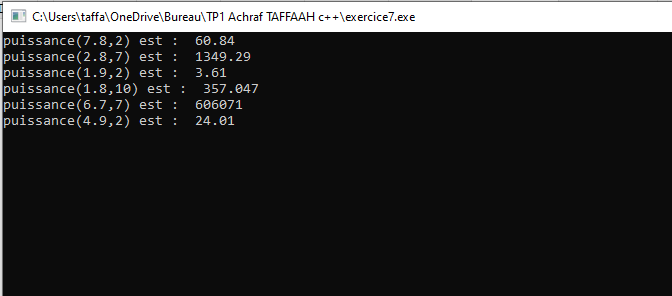 C:\Users\taffa\OneDrive\Bureau\TP1 Achraf TAFFAAH c++\exercice7.exe
puissance(7.8,2) est :  60.84
puissance(2.8,7) est :  1349.29
puissance(1.9,2) est :  3.61
puissance(1.8,10) est :  357.047
puissance(6.7,7) est :  606071
puissance(4.9,2) est :  24.01